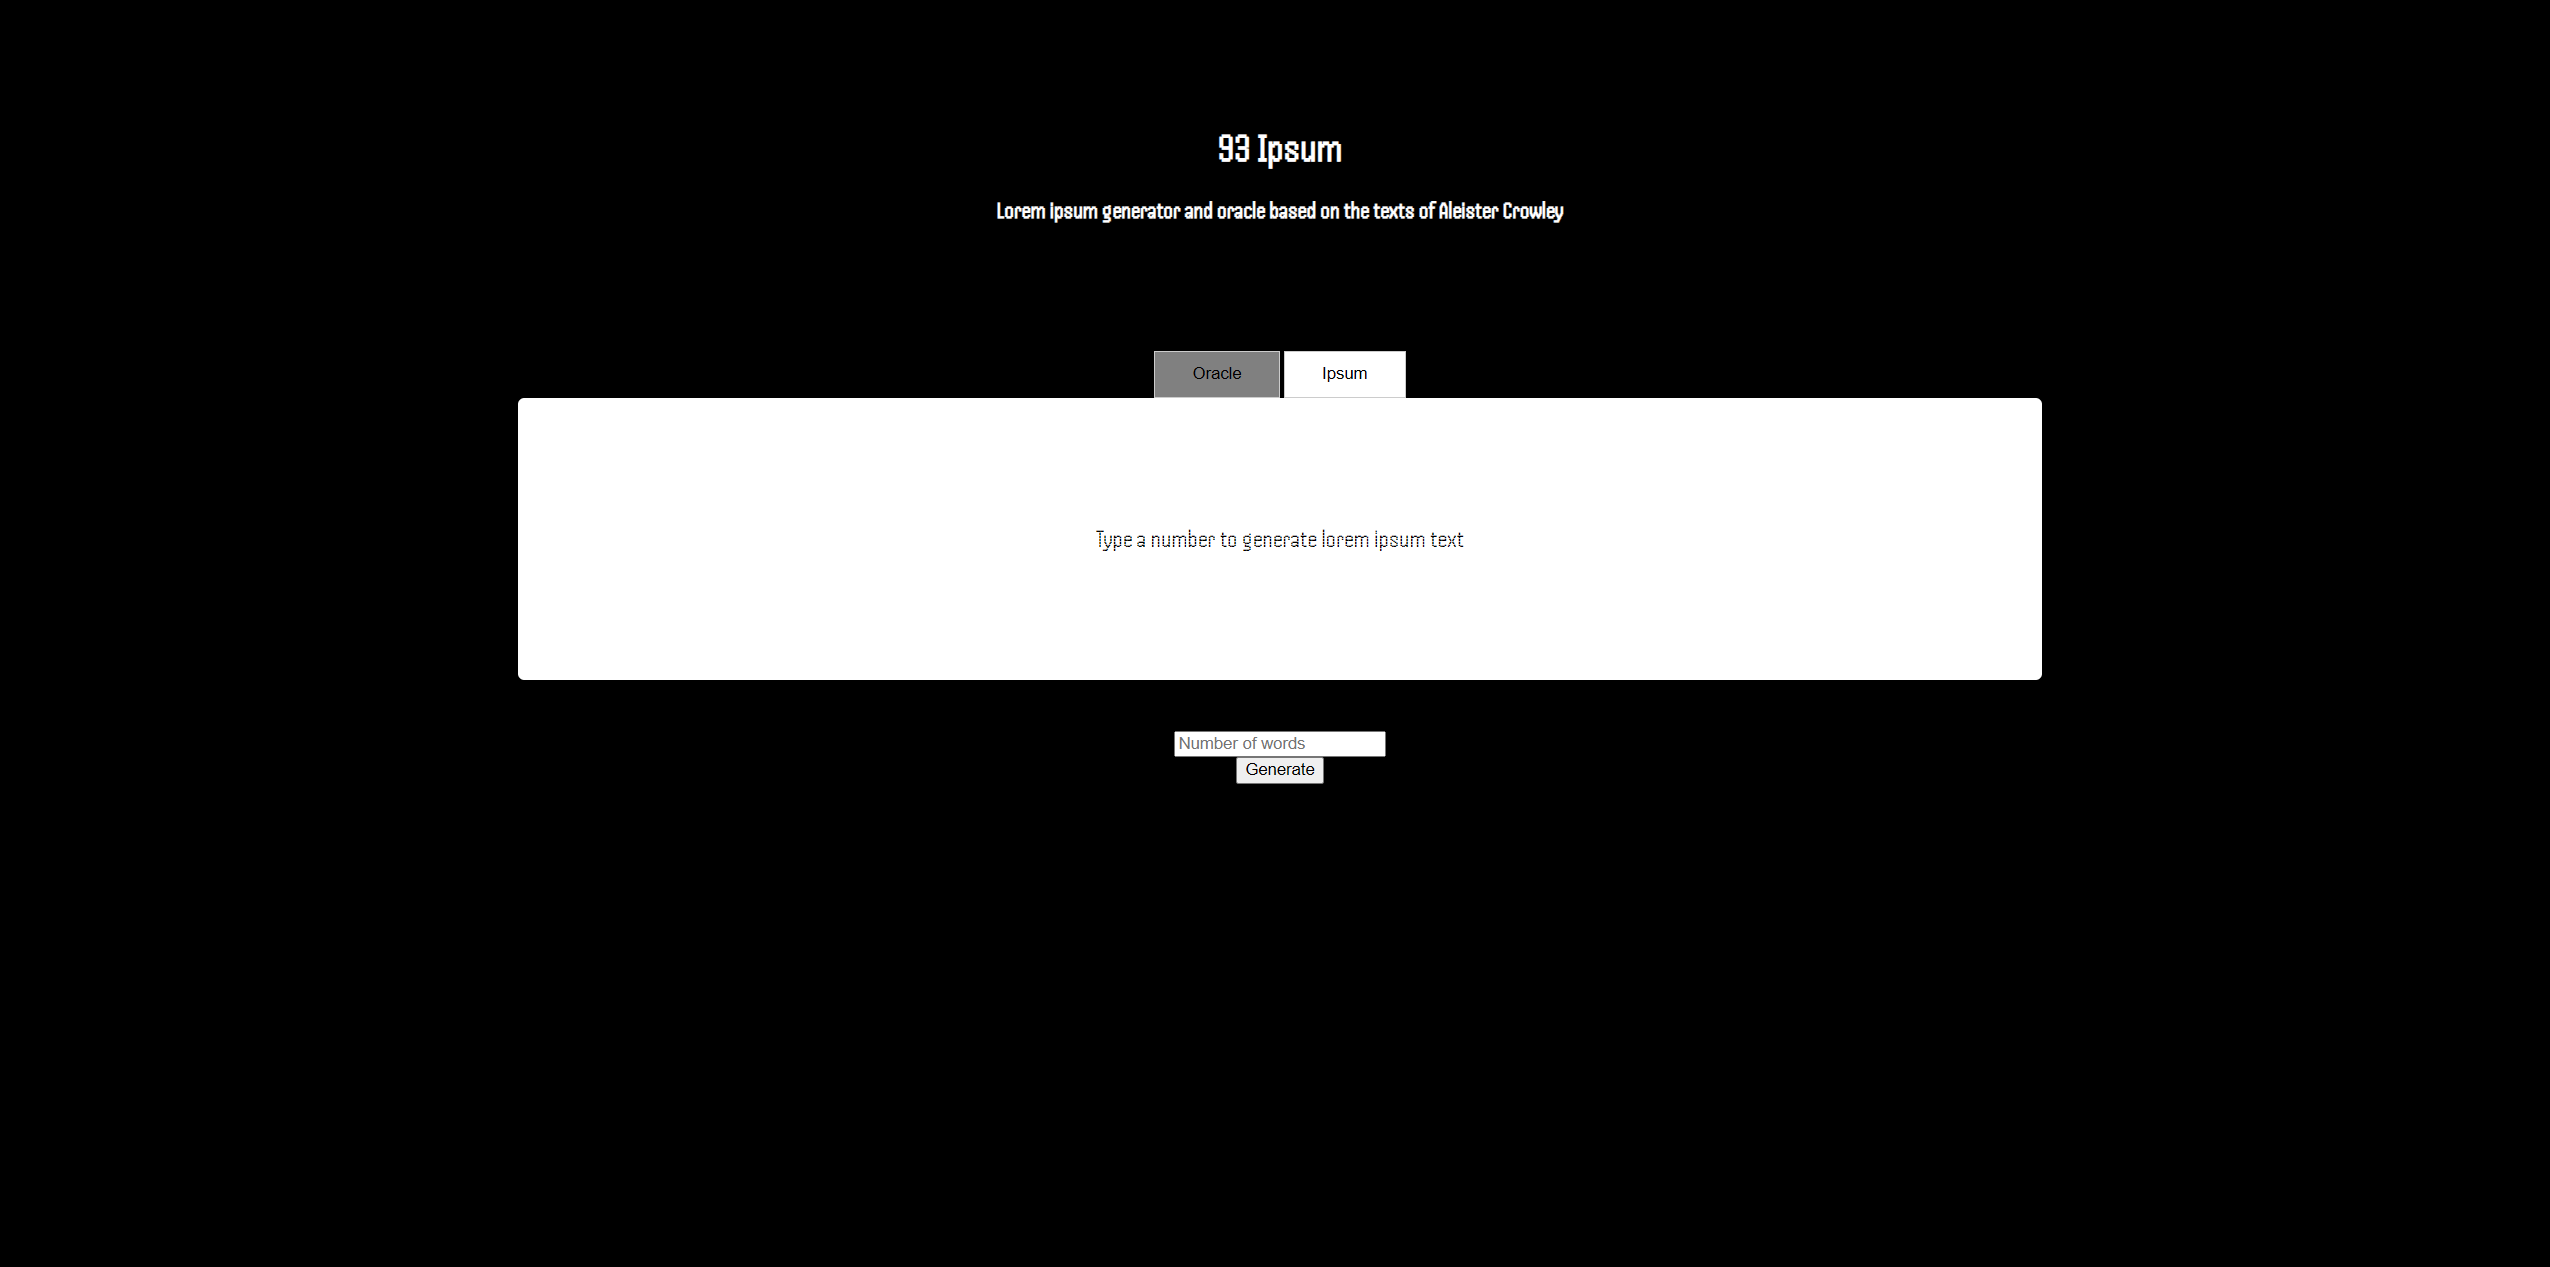 93 Ipsum
Lorem ipsum generator and oracle based on the texts of Aleister Crowley
Oracle Ipsum
Type a number to generate lorem ipsum text
Number of words
Generate